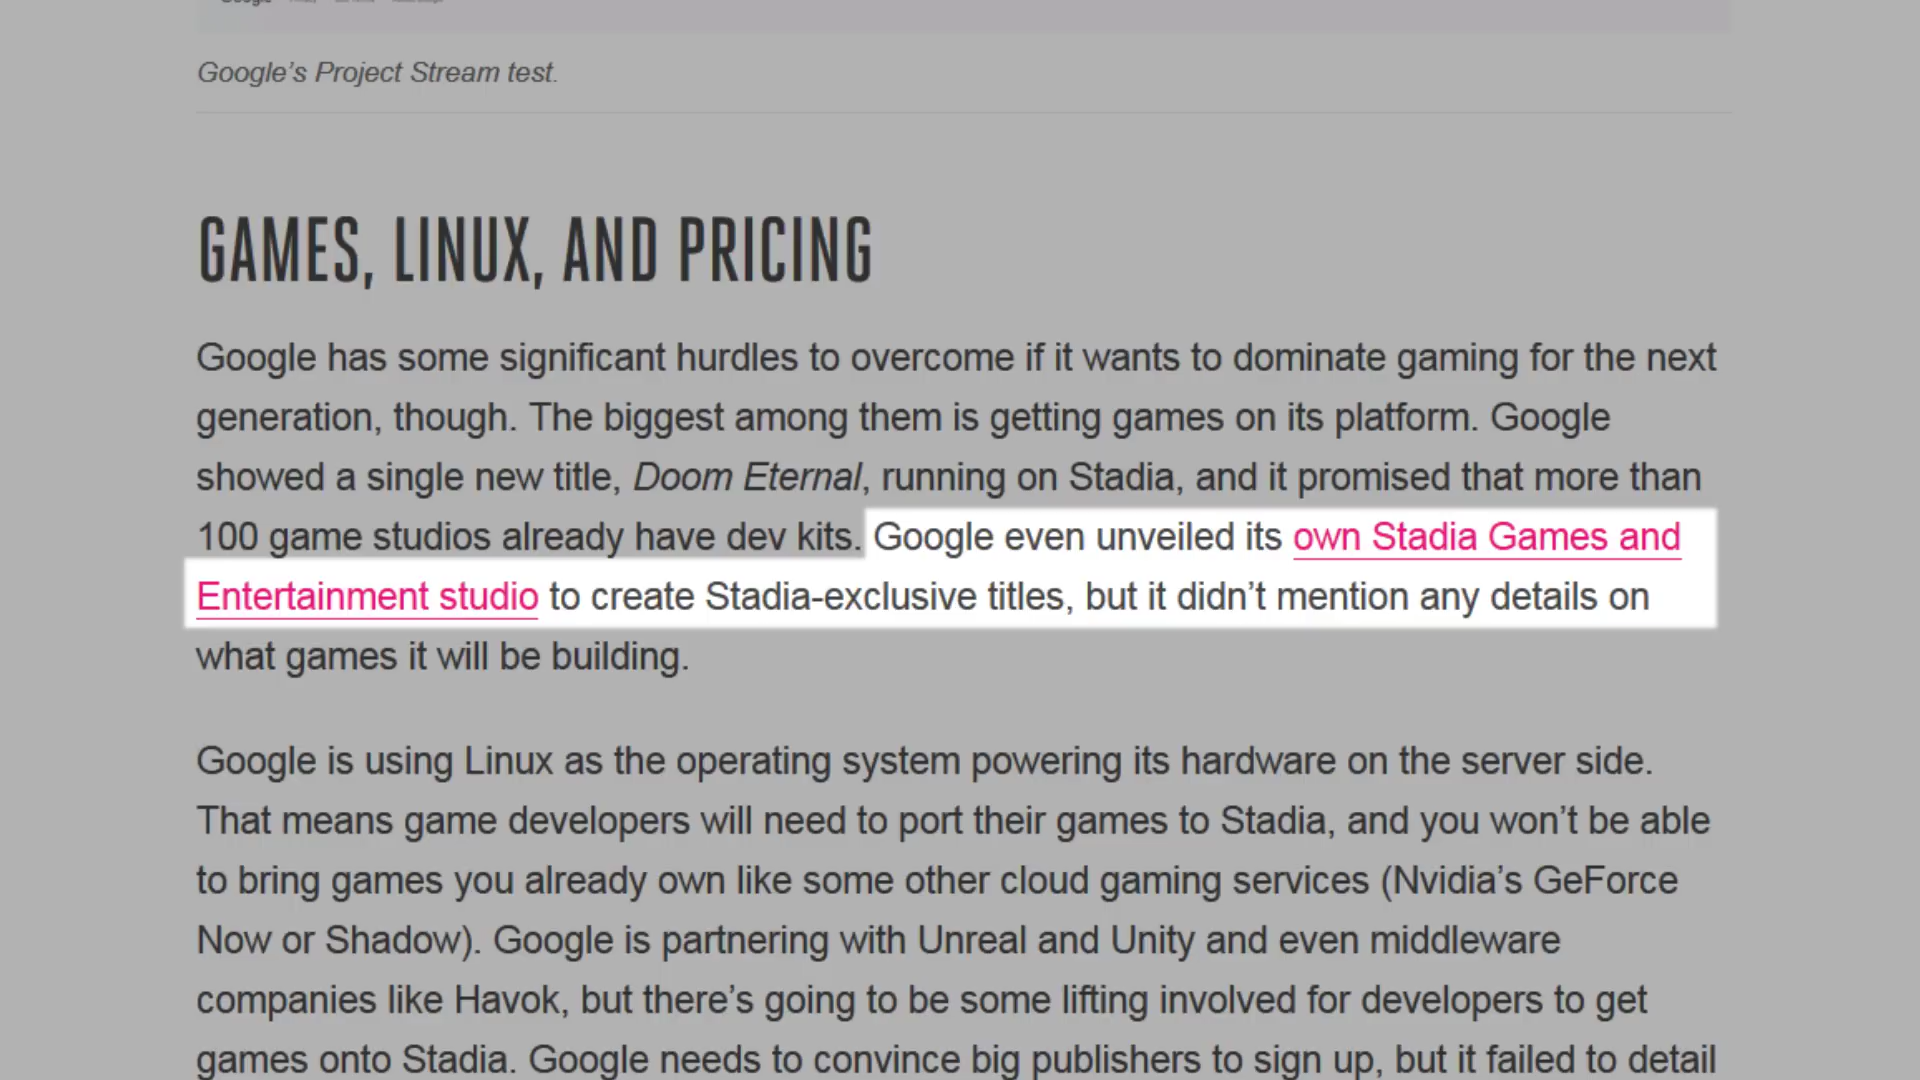 Google's Project Stream test.
GAMES, LINUX, AND PRICING
Google has some significant hurdles to overcome if it wants to dominate gaming for the next
generation, though. The biggest among them is getting games on its platform. Google
showed a single new title, Doom Eternal, running on Stadia, and it promised that more than
100 game studios already have dev kits. Google even unveiled its own Stadia Games and
Entertainment studio to create Stadia-exclusive titles, but it didn’t mention any details on
what games it will be building.
Google is using Linux as the operating system powering its hardware on the server side.
That means game developers will need to port their games to Stadia, and you won’t be able
to bring games you already own like some other cloud gaming services (Nvidia’s GeForce
Now or Shadow). Google is partnering with Unreal and Unity and even middleware
companies like Havok, but there’s going to be some lifting involved for developers to get
games onto Stadia. Google needs to convince big publishers to sign up, but it failed to detail